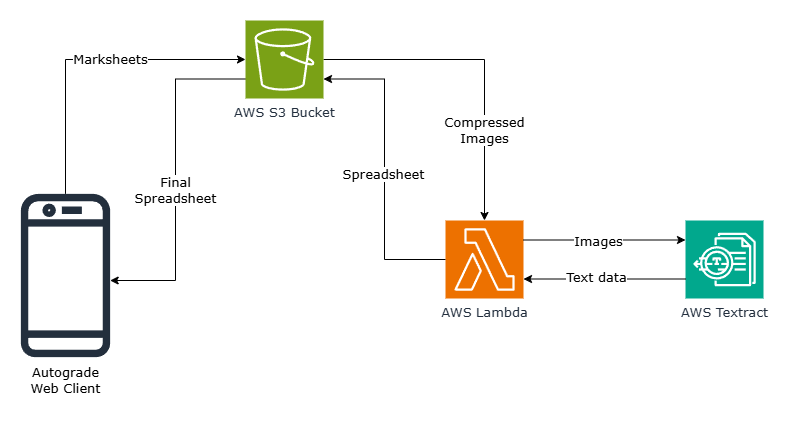 Marksheets
AWS S3 Bucket
Compressed
Images
Final
Spreadsheet
Spreadsheet
Images
Text data
AWS Lambda
AWS Textract
Autograde
Web Client